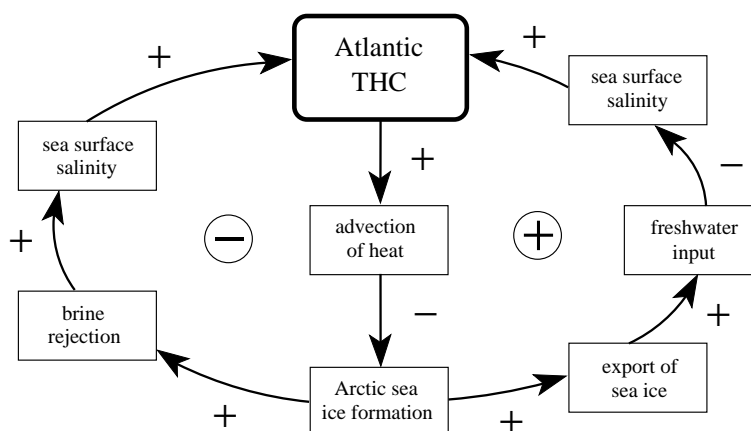 Atlantic
THC
+
+
sea surface
salinity
sea surface
salinity
+
−
+
−
+
advection
of heat
freshwater
input
brine
rejection
−
+
export of
sea ice
Arctic sea
ice formation
+
+